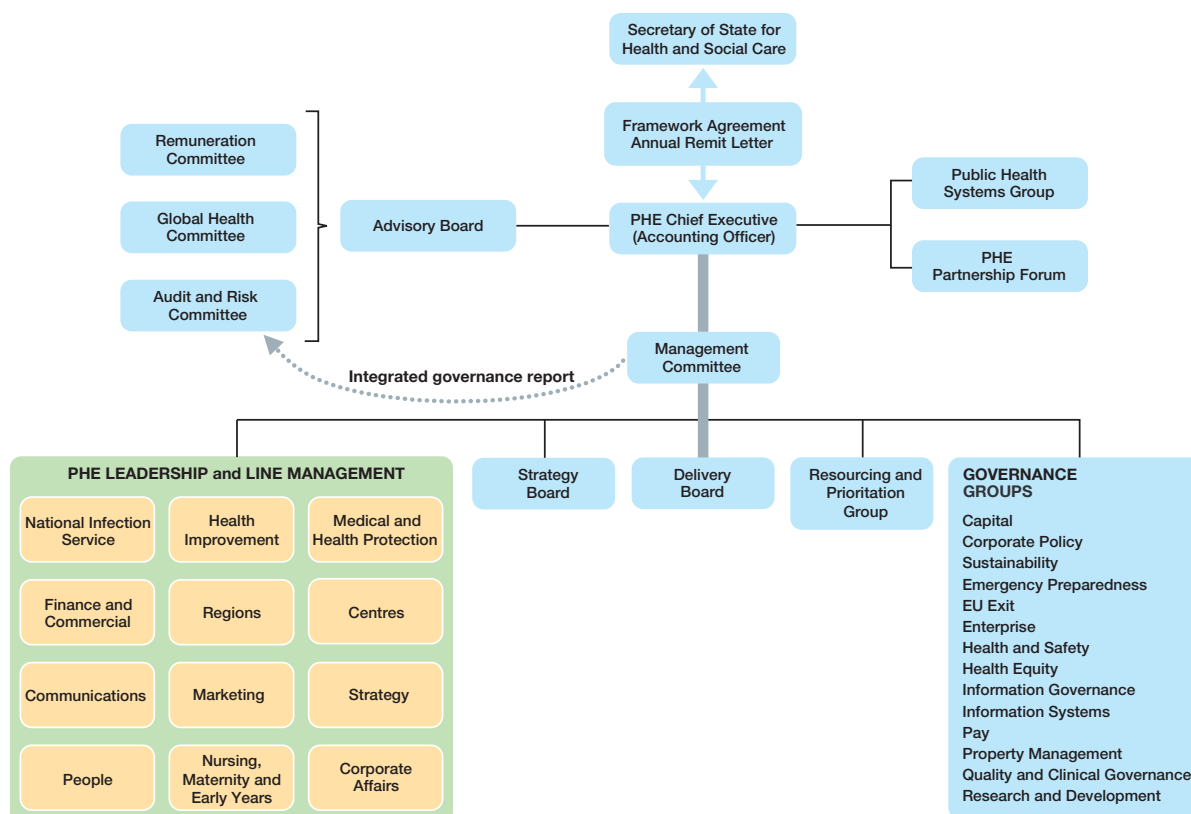 Secretary of State for
Health and Social Care
Framework Agreement
Annual Remit Letter
Remuneration
Committee
Global Health
Committee
Audit and Risk
Committee
Advisory Board
PHE Chief Executive
(Accounting Officer)
Public Health
Systems Group
PHE
Partnership Forum
Management
Committee
Integrated governance report
PHE LEADERSHIP and LINE MANAGEMENT
National Infection
Service
Health
Improvement
Medical and
Health Protection
Finance and
Commercial
Regions
Centres
Communications
Marketing
Strategy
People
Nursing,
Maternity and
Early Years
Corporate
Affairs
Strategy
Board
Delivery
Board
Resourcing and
Prioritation
Group
GOVERNANCE
GROUPS
Capital
Corporate Policy
Sustainability
Emergency Preparedness
EU Exit
Enterprise
Health and Safety
Health Equity
Information Governance
Information Systems
Pay
Property Management
Quality and Clinical Governance
Research and Development